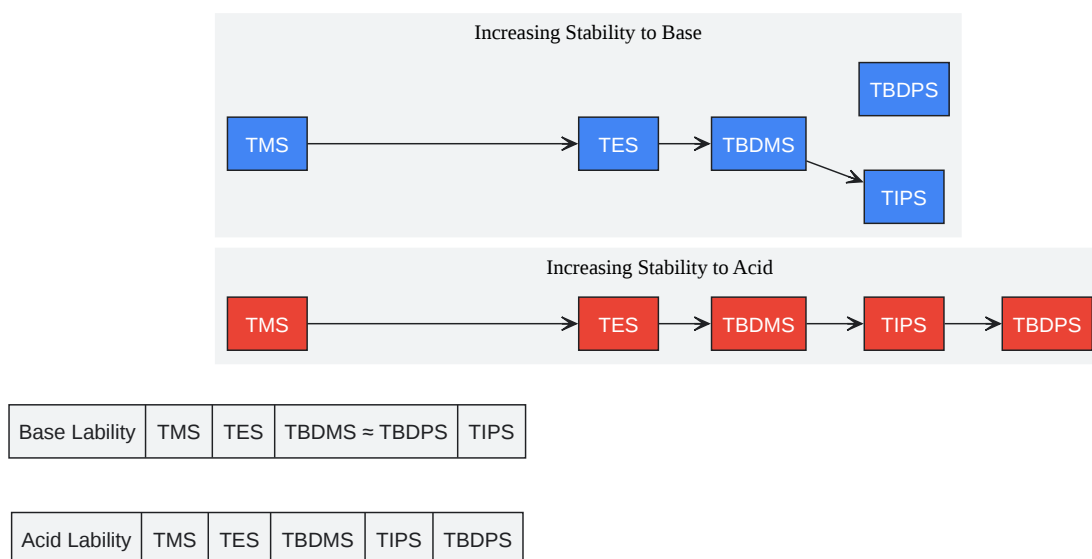 Increasing Stability to Base
TBDPS
TMS TES TBDMS
TIPS
Increasing Stability to Acid
TMS TES TBDMS TIPS TBDPS
Base Lability TMS TES TBDMS ≈ TBDPS TIPS
Acid Lability TMS TES TBDMS TIPS TBDPS